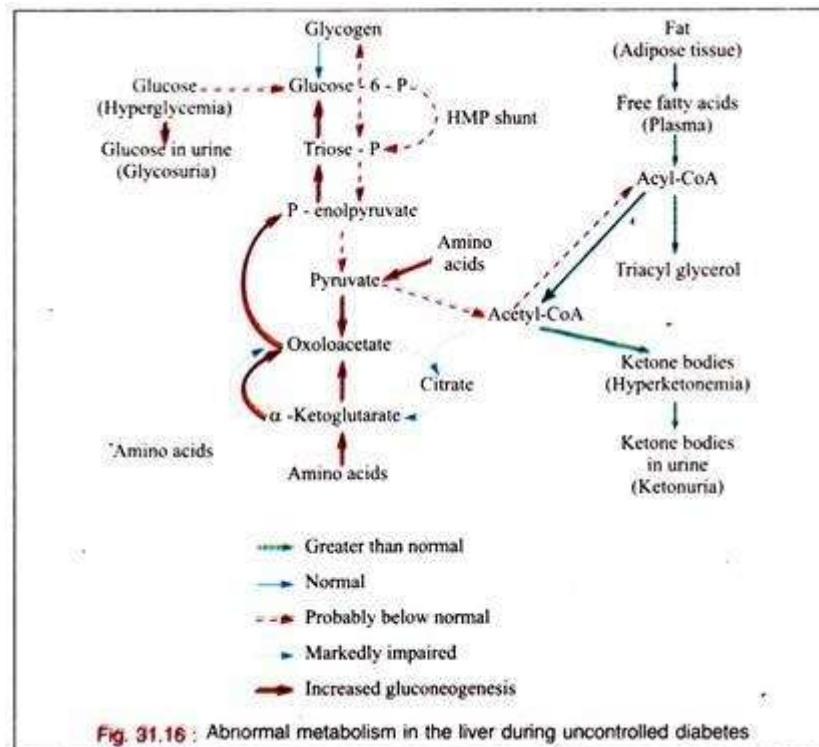 Glycogen
Fat
(Adipose tissue)
Glucose
(Hyperglycemia)
Glucose - 6 - P
HMP shunt
Free fatty acids
(Plasma)
Glucose in urine
(Glycosuria)
Triose - P
Acyl-CoA
P - enolpyruvate
Amino
acids
Pyruvate
Triacyl glycerol
Acetyl-CoA
Oxoloacetate
Citrate
Ketone bodies
(Hyperketonemia)
α -Ketoglutarate
Amino acids
Amino acids
Ketone bodies
in urine
(Ketonuria)
Greater than normal
Normal
Probably below normal
Markedly impaired
Increased gluconeogenesis
Fig. 31.16 : Abnormal metabolism in the liver during uncontrolled diabetes